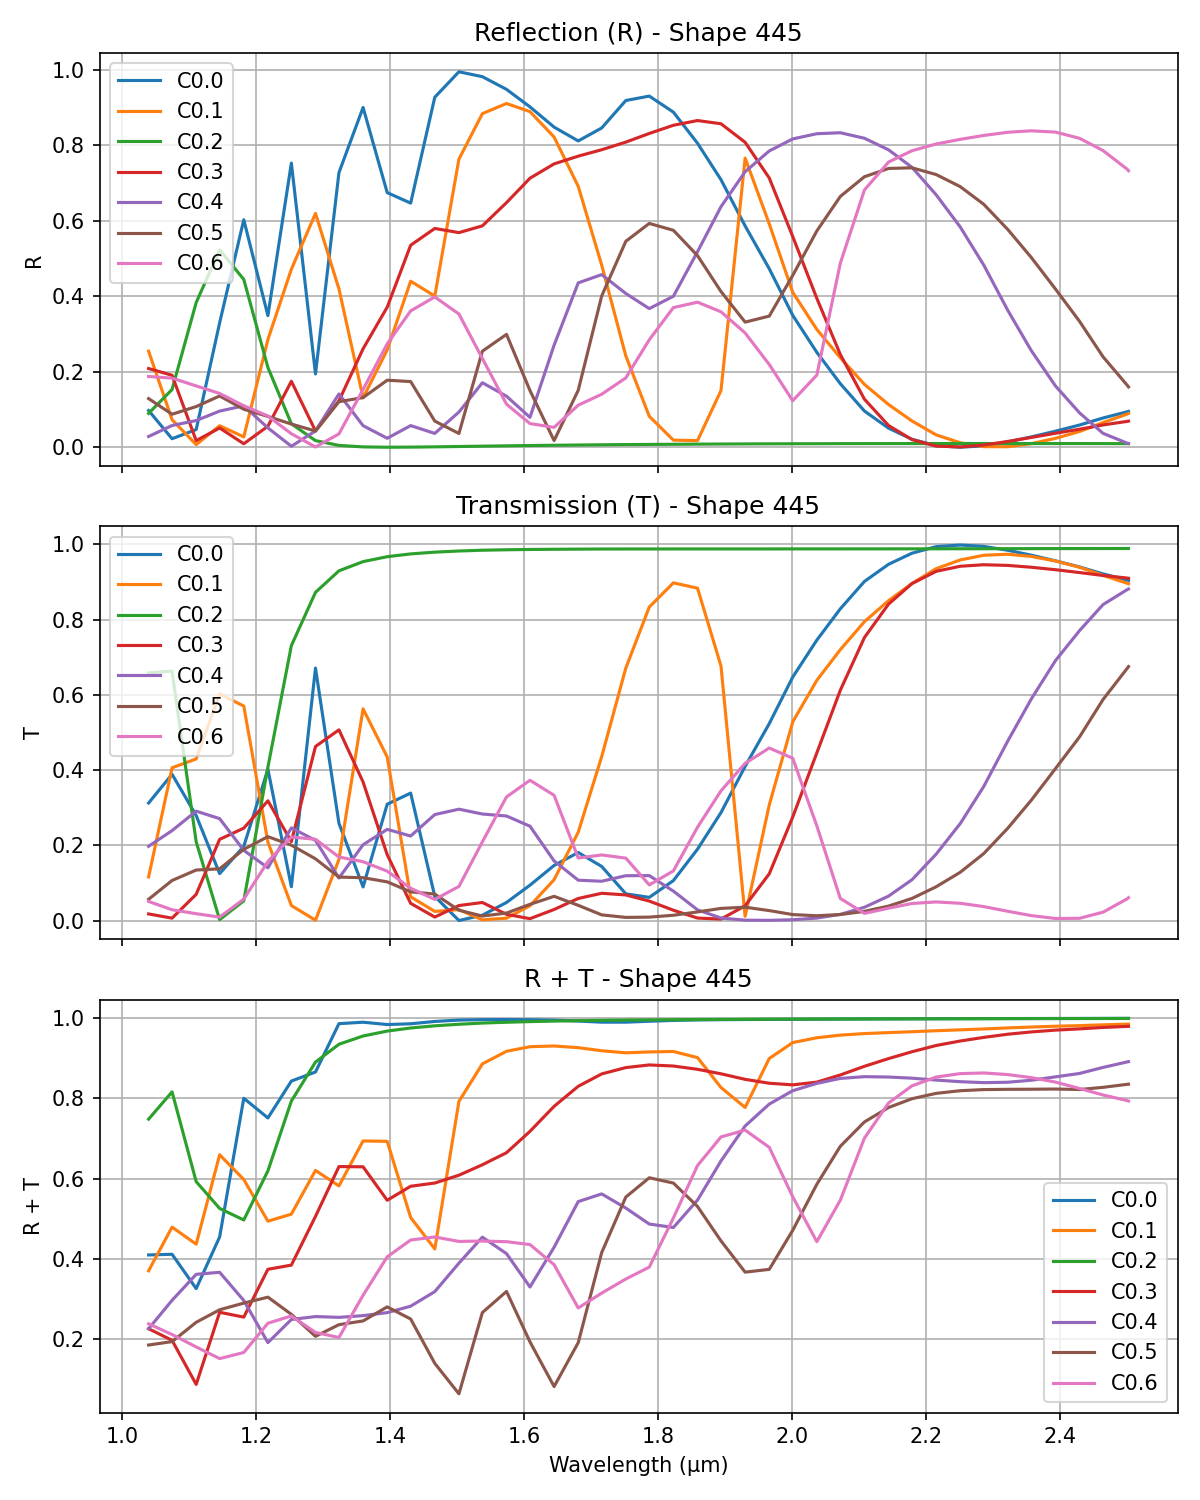 Reflection (R) - Shape 445
1.0
0.8
0.6
0.4
0.2
0.0
R
C0.0
C0.1
C0.2
C0.3
C0.4
C0.5
C0.6
Transmission (T) - Shape 445
1.0
0.8
0.6
0.4
0.2
0.0
T
C0.0
C0.1
C0.2
C0.3
C0.4
C0.5
C0.6
R + T - Shape 445
1.0
0.8
0.6
0.4
0.2
R + T
C0.0
C0.1
C0.2
C0.3
C0.4
C0.5
C0.6
1.0 1.2 1.4 1.6 1.8 2.0 2.2 2.4
Wavelength (μm)